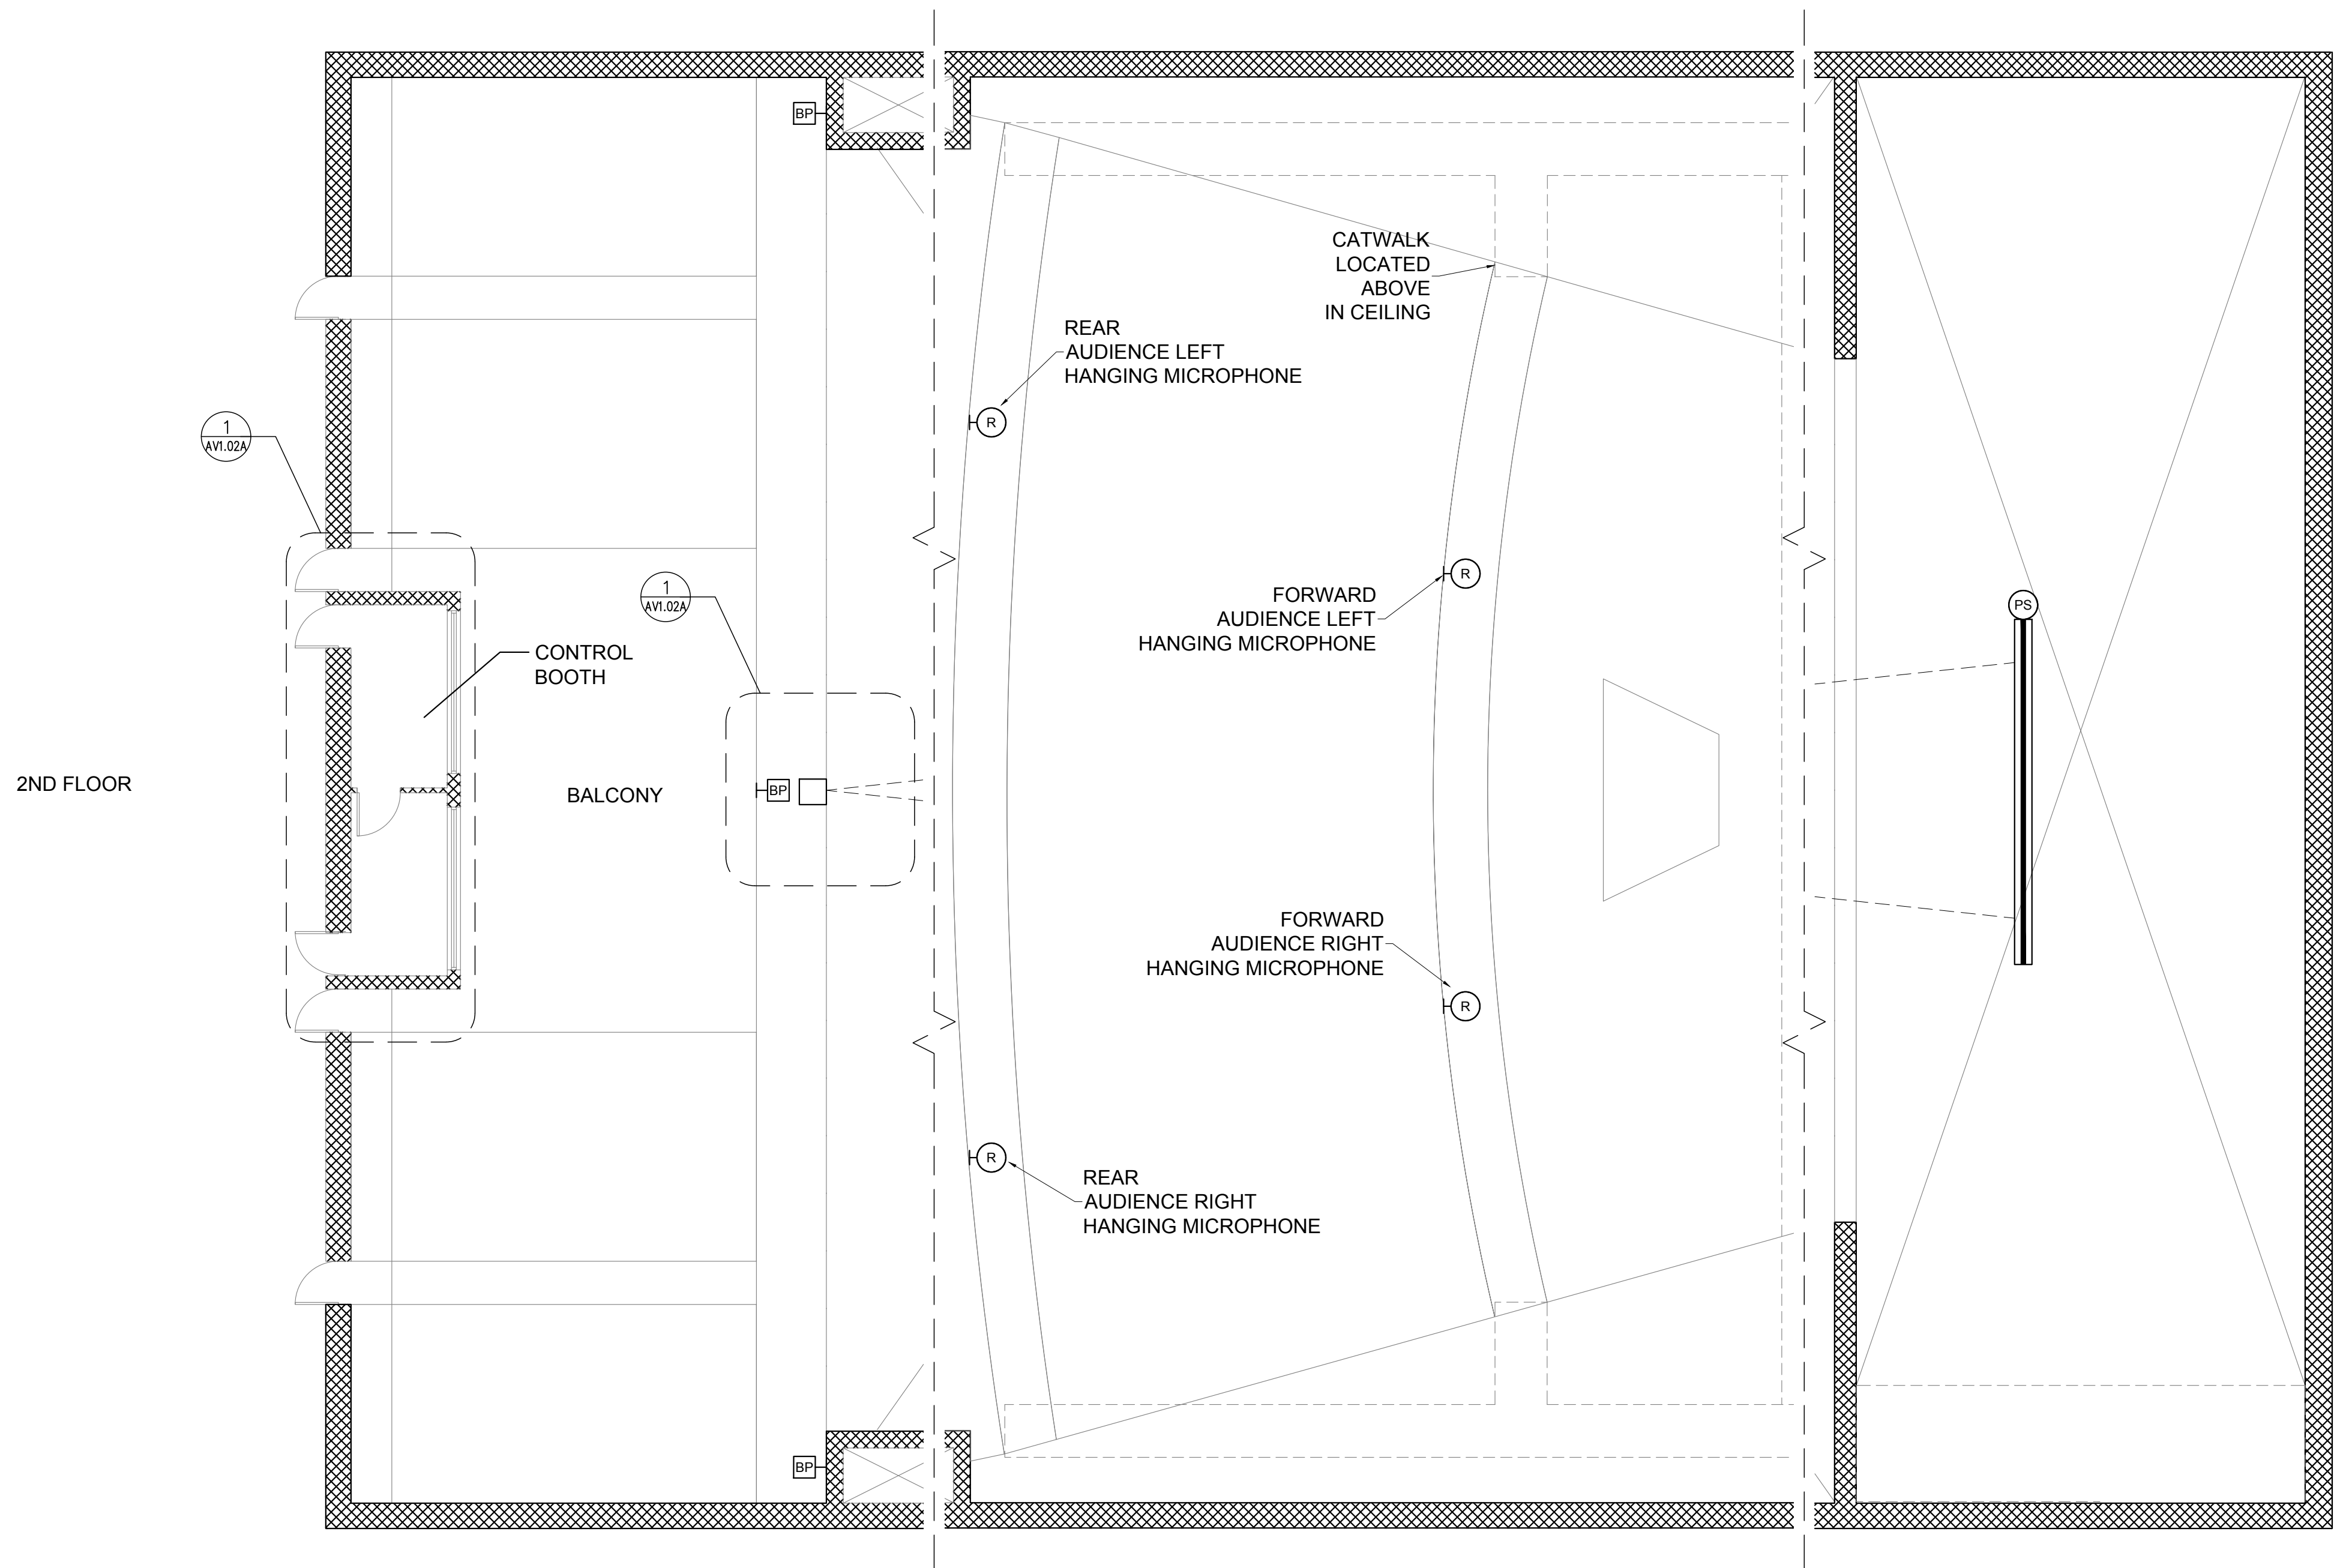 BP
CATWALK
LOCATED
ABOVE
IN CEILING
REAR
AUDIENCE LEFT
HANGING MICROPHONE
R
1
AV1.02A
1
AV1.02A
R
FORWARD
AUDIENCE LEFT
HANGING MICROPHONE
PS
CONTROL
BOOTH
2ND FLOOR
BALCONY
BP
FORWARD
AUDIENCE RIGHT
HANGING MICROPHONE
R
R
REAR
AUDIENCE RIGHT
HANGING MICROPHONE
BP